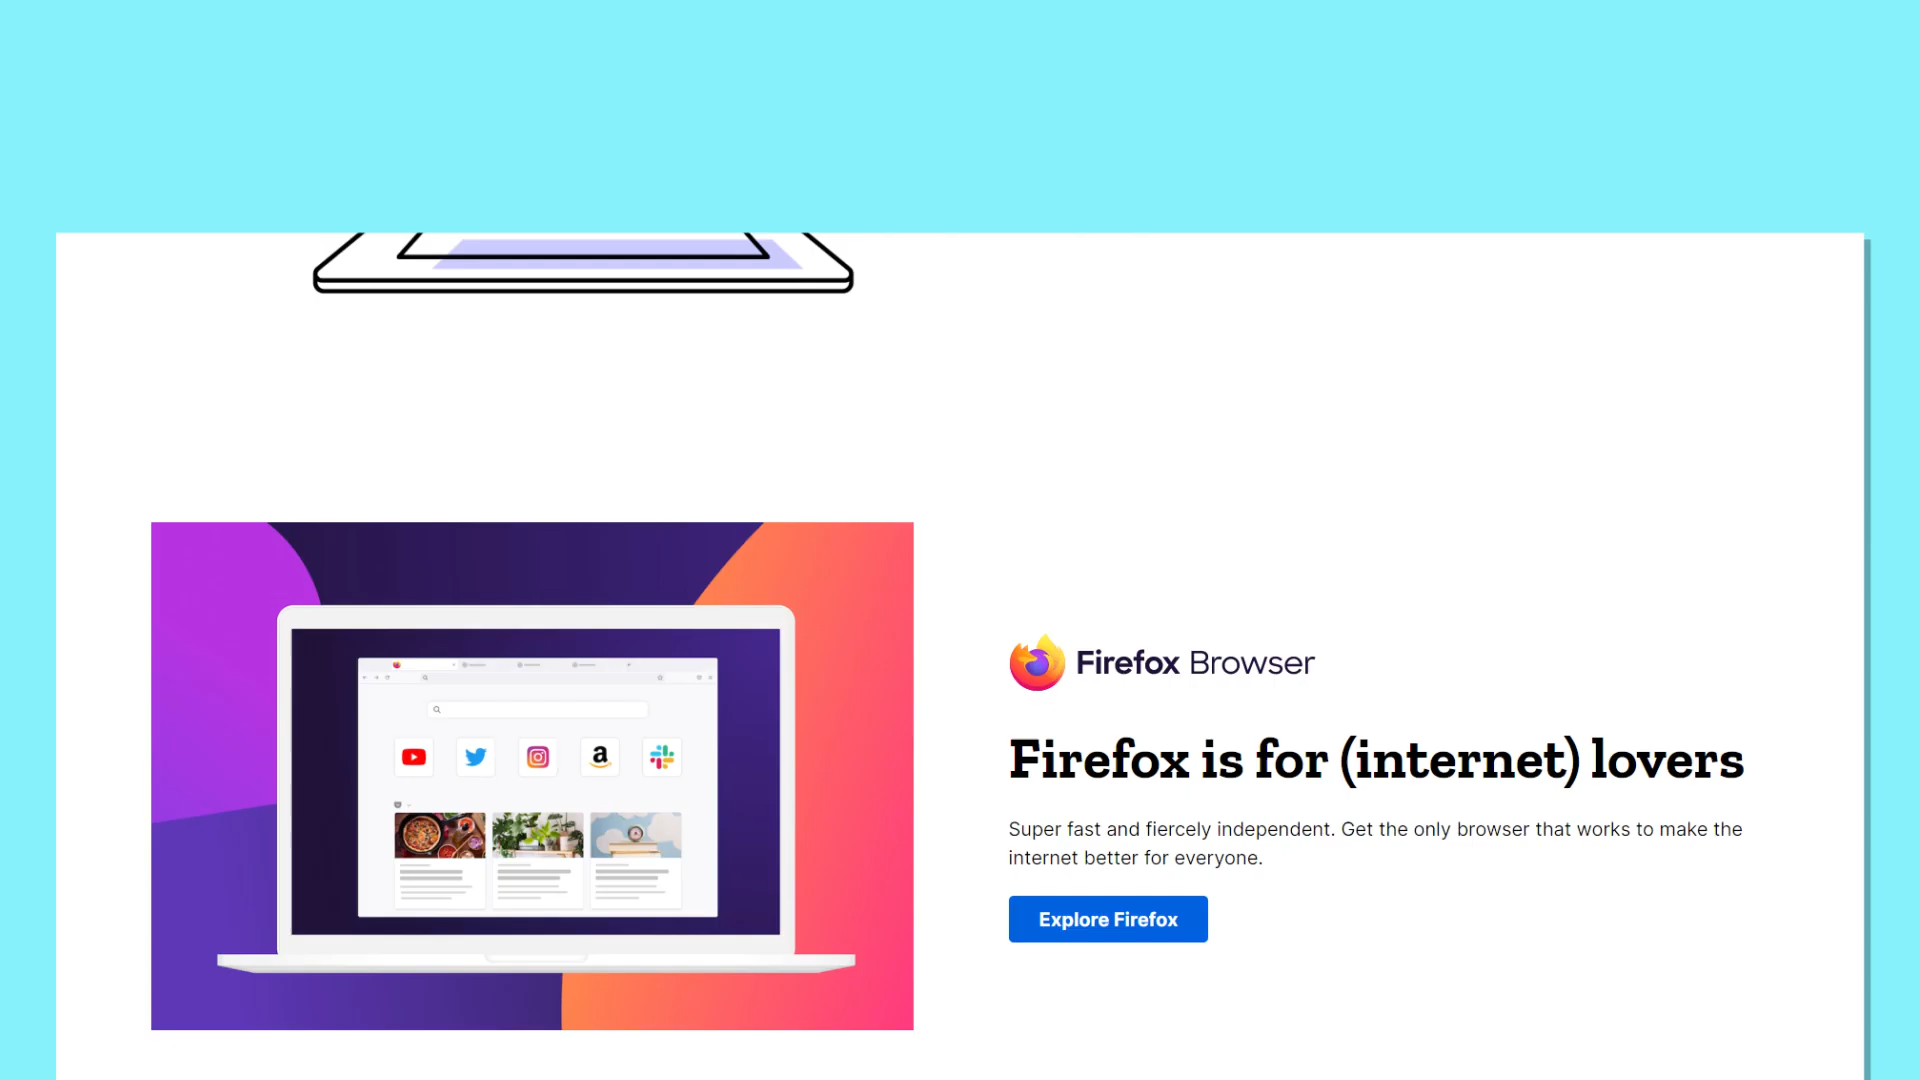 Firefox Browser
Firefox is for (internet) lovers
Super fast and fiercely independent. Get the only browser that works to make the
internet better for everyone.
Explore Firefox